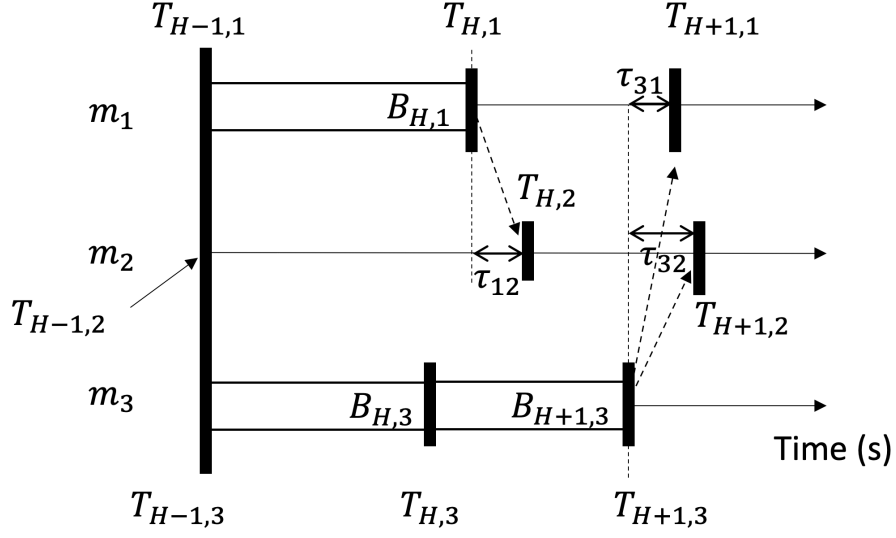 T_{H−1,1} T_{H,1} T_{H+1,1}
τ_{31}
m_1 B_{H,1}
T_{H,2}
m_2 τ_{12} τ_{32}
T_{H−1,2} T_{H+1,2}
m_3 B_{H,3} B_{H+1,3}
Time (s)
T_{H−1,3} T_{H,3} T_{H+1,3}